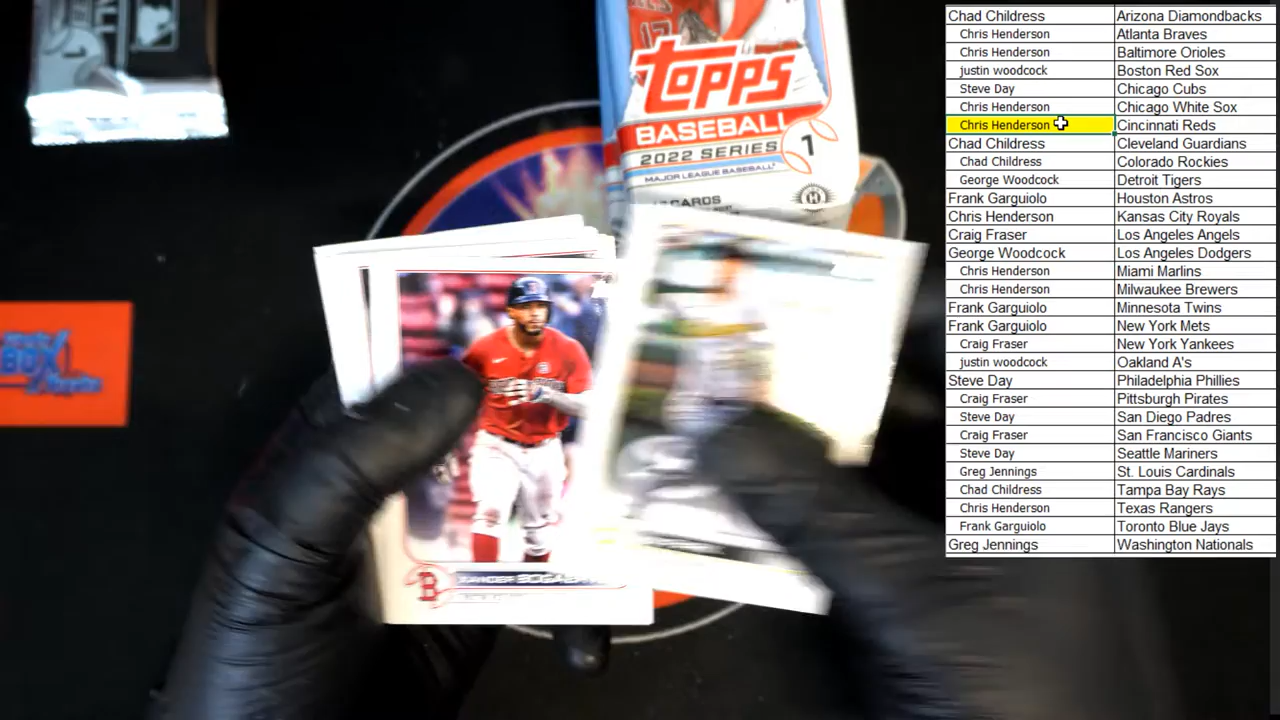 17
TOPPS
BASEBALL
2022 SERIES 1
MAJOR LEAGUE BASEBALL
CARDS
BOX
B
XANDER BOGA
Chad Childress Arizona Diamondbacks
Chris Henderson Atlanta Braves
Chris Henderson Baltimore Orioles
justin woodcock Boston Red Sox
Steve Day Chicago Cubs
Chris Henderson Chicago White Sox
Chris Henderson Cincinnati Reds
Chad Childress Cleveland Guardians
Chad Childress Colorado Rockies
George Woodcock Detroit Tigers
Frank Garguiolo Houston Astros
Chris Henderson Kansas City Royals
Craig Fraser Los Angeles Angels
George Woodcock Los Angeles Dodgers
Chris Henderson Miami Marlins
Chris Henderson Milwaukee Brewers
Frank Garguiolo Minnesota Twins
Frank Garguiolo New York Mets
Craig Fraser New York Yankees
justin woodcock Oakland A's
Steve Day Philadelphia Phillies
Craig Fraser Pittsburgh Pirates
Steve Day San Diego Padres
Craig Fraser San Francisco Giants
Steve Day Seattle Mariners
Greg Jennings St. Louis Cardinals
Chad Childress Tampa Bay Rays
Chris Henderson Texas Rangers
Frank Garguiolo Toronto Blue Jays
Greg Jennings Washington Nationals